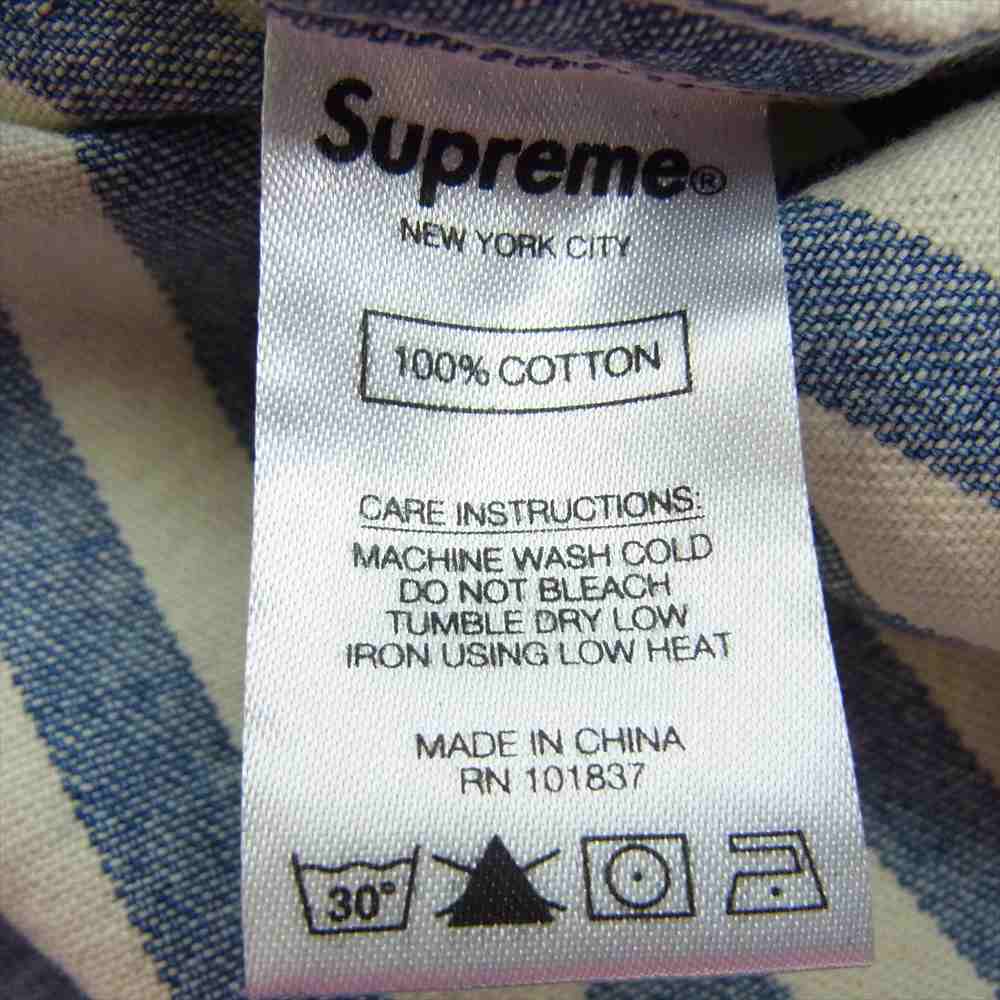 Supreme®
NEW YORK CITY
100% COTTON
CARE INSTRUCTIONS:
MACHINE WASH COLD
DO NOT BLEACH
TUMBLE DRY LOW
IRON USING LOW HEAT
MADE IN CHINA
RN 101837
30°